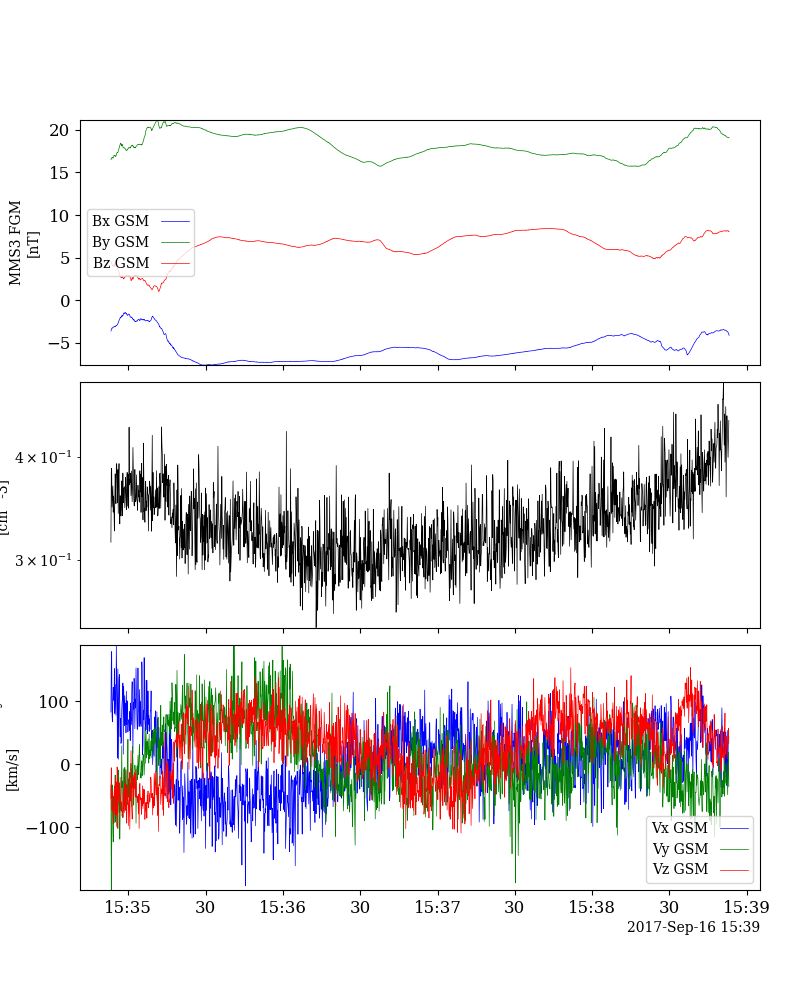 20
15
10
5
0
−5
MMS3 FGM
[nT]
Bx GSM
By GSM
Bz GSM
4 × 10⁻¹
3 × 10⁻¹
100
0
−100
[km/s]
Vx GSM
Vy GSM
Vz GSM
15:35 30 15:36 30 15:37 30 15:38 30 15:39
2017-Sep-16 15:39